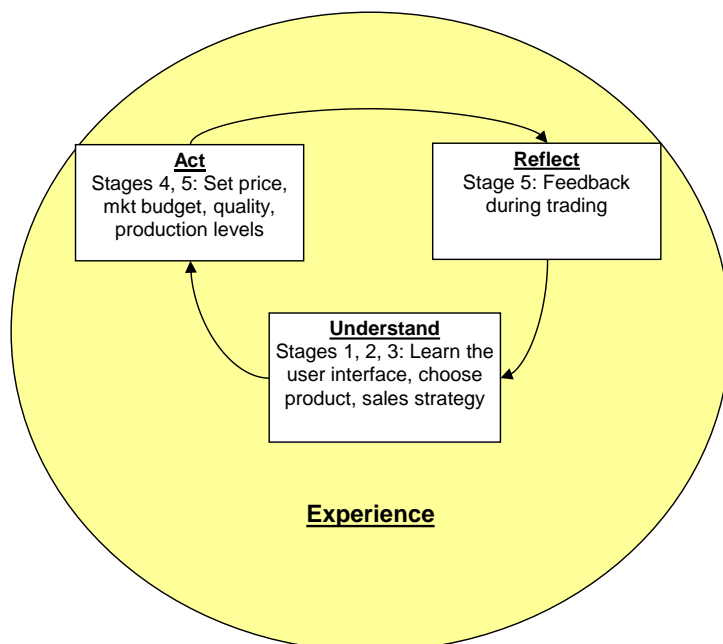 Act
Stages 4, 5: Set price,
mkt budget, quality,
production levels
Reflect
Stage 5: Feedback
during trading
Understand
Stages 1, 2, 3: Learn the
user interface, choose
product, sales strategy
Experience